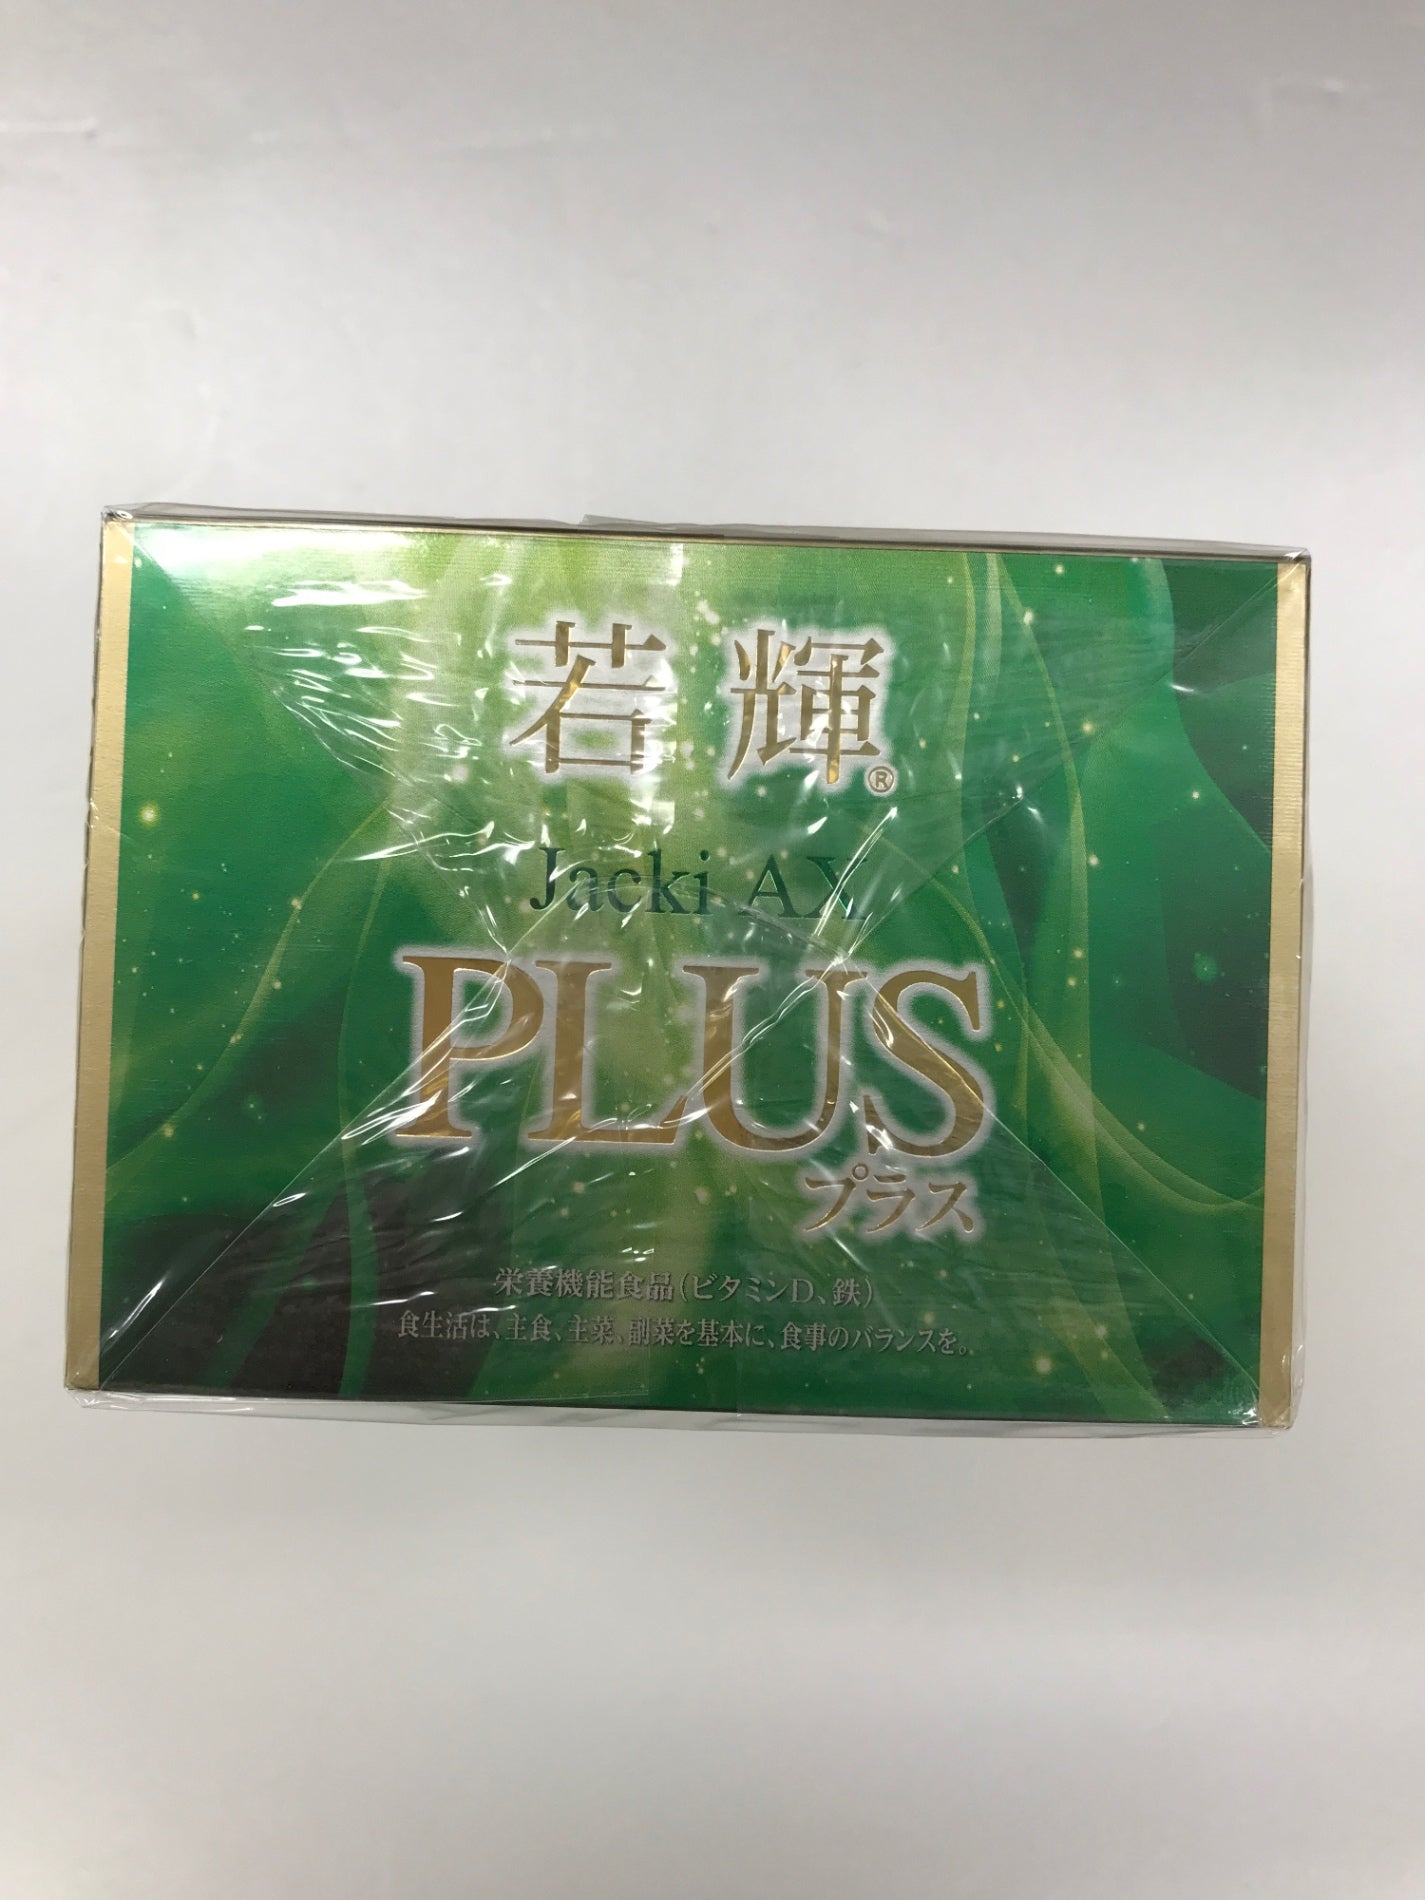 若輝®
Jacki AX
PLUS
プラス
栄養機能食品(ビタミンD、鉄)
食生活は、主食、主菜、副菜を基本に、食事のバランスを。